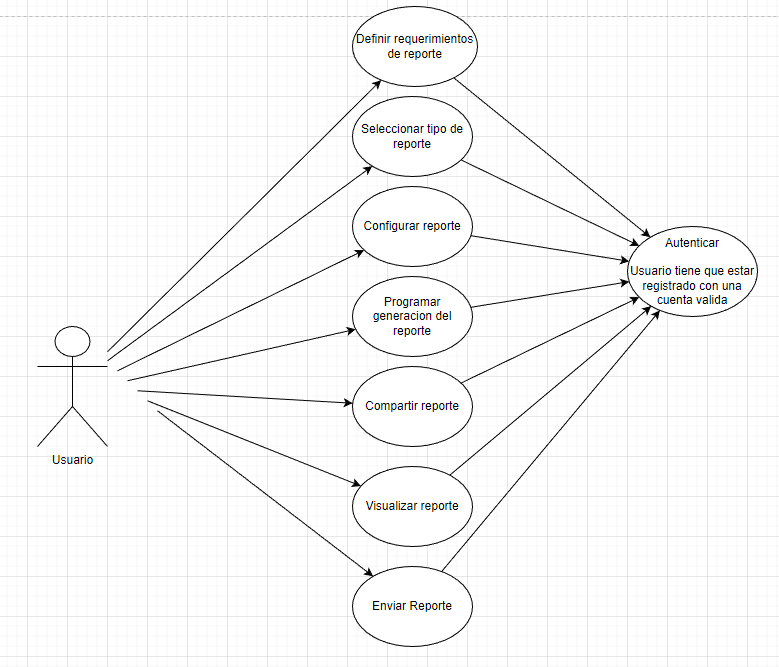 Definir requerimientos
de reporte
Seleccionar tipo de
reporte
Configurar reporte
Autenticar
Usuario tiene que estar
registrado con una
cuenta valida
Programar
generacion del
reporte
Compartir reporte
Usuario
Visualizar reporte
Enviar Reporte